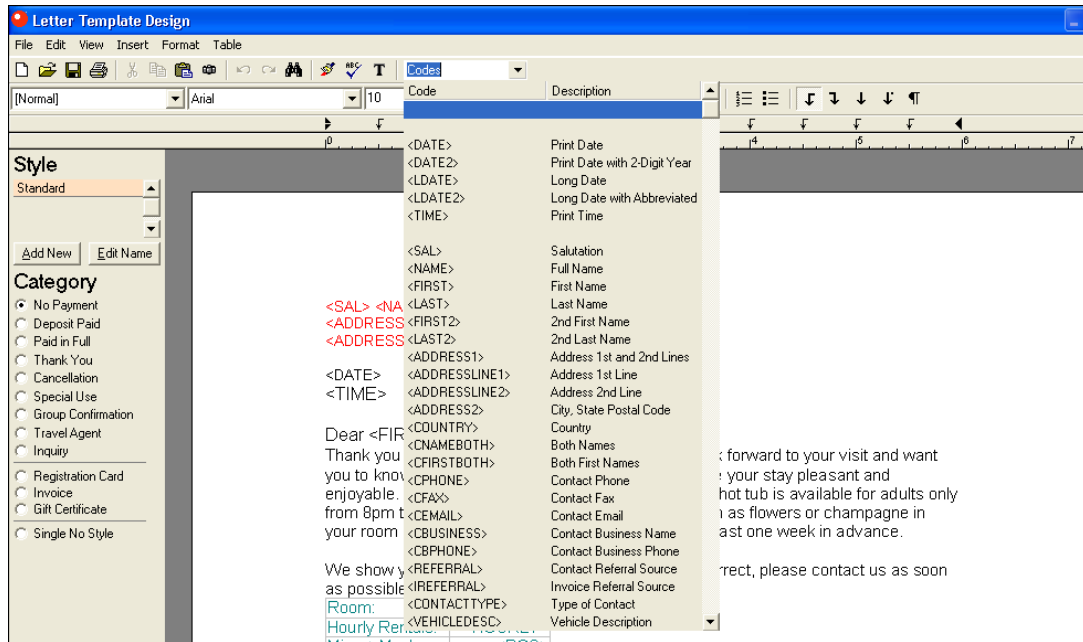 Letter Template Design
File Edit View Insert Format Table
ABC T Codes
[Normal] Arial 10
Code Description
0 4 5 6 7
<DATE> Print Date
<DATE2> Print Date with 2-Digit Year
<LDATE> Long Date
<LDATE2> Long Date with Abbreviated
<TIME> Print Time
<SAL> Salutation
<NAME> Full Name
<FIRST> First Name
<LAST> Last Name
<FIRST2> 2nd First Name
<LAST2> 2nd Last Name
<ADDRESS1> Address 1st and 2nd Lines
<ADDRESSLINE1> Address 1st Line
<ADDRESSLINE2> Address 2nd Line
<ADDRESS2> City, State Postal Code
<COUNTRY> Country
<CNAMEBOTH> Both Names
<CFIRSTBOTH> Both First Names
<CPHONE> Contact Phone
<CFAX> Contact Fax
<CEMAIL> Contact Email
<CBUSINESS> Contact Business Name
<CBPHONE> Contact Business Phone
<REFERRAL> Contact Referral Source
<IREFERRAL> Invoice Referral Source
<CONTACTTYPE> Type of Contact
<VEHICLEDESC> Vehicle Description
Style
Standard
Add New Edit Name
Category
No Payment
Deposit Paid
Paid in Full
Thank You
Cancellation
Special Use
Group Confirmation
Travel Agent
Inquiry
Registration Card
Invoice
Gift Certificate
Single No Style
<SAL> <NA
<ADDRESS
<ADDRESS
<DATE>
<TIME>
Dear <FIR
Thank you forward to your visit and want
you to know your stay pleasant and
enjoyable. hot tub is available for adults only
from 8pm t as flowers or champagne in
your room ast one week in advance.
We show y rrect, please contact us as soon
as possible
Room:
Hourly Rentals: